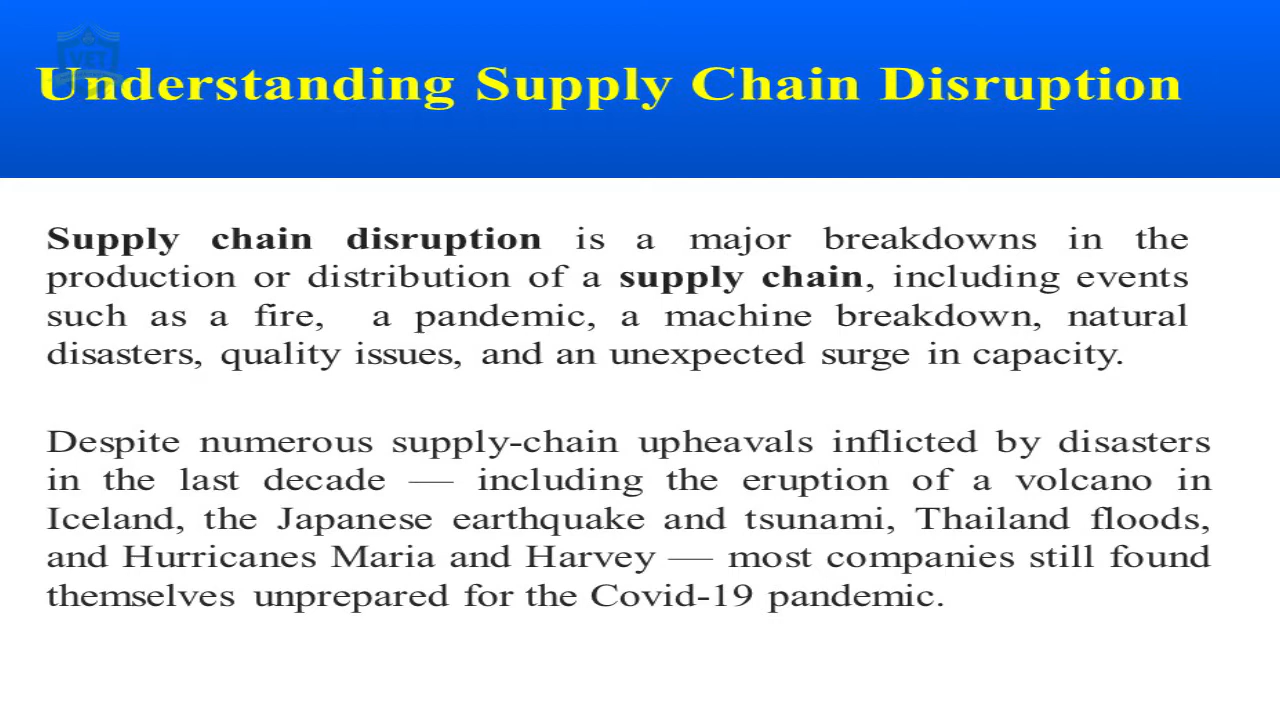 VET
Understanding Supply Chain Disruption
Supply chain disruption is a major breakdowns in the
production or distribution of a supply chain, including events
such as a fire, a pandemic, a machine breakdown, natural
disasters, quality issues, and an unexpected surge in capacity.
Despite numerous supply-chain upheavals inflicted by disasters
in the last decade — including the eruption of a volcano in
Iceland, the Japanese earthquake and tsunami, Thailand floods,
and Hurricanes Maria and Harvey — most companies still found
themselves unprepared for the Covid-19 pandemic.